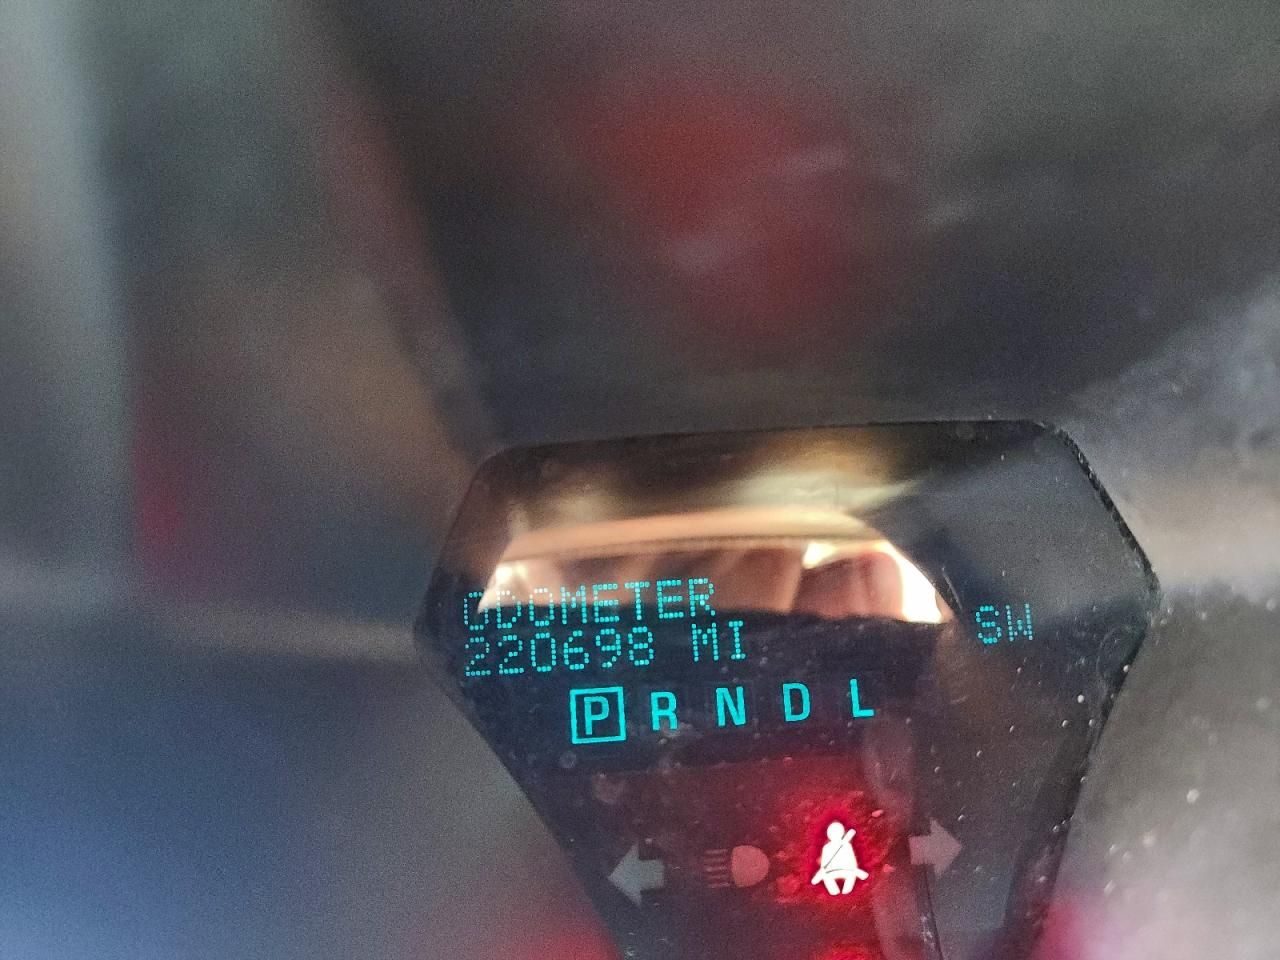 ODOMETER
220698 MI
SW
P R N D L